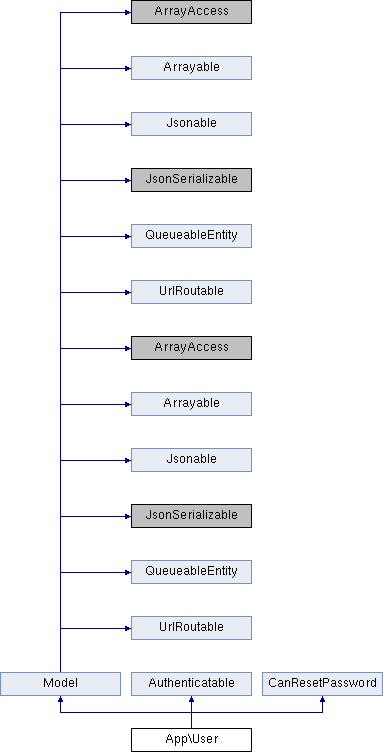 ArrayAccess
Arrayable
Jsonable
JsonSerializable
QueueableEntity
UrlRoutable
ArrayAccess
Arrayable
Jsonable
JsonSerializable
QueueableEntity
UrlRoutable
Model Authenticatable CanResetPassword
App\User